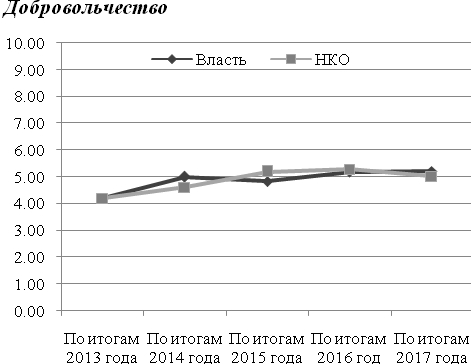 Добровольчество
10.00
Власть НКО
9.00
8.00
7.00
6.00
5.00
4.00
3.00
2.00
1.00
0.00
По итогам По итогам По итогам По итогам По итогам
2013 года 2014 года 2015 года 2016 год 2017 года